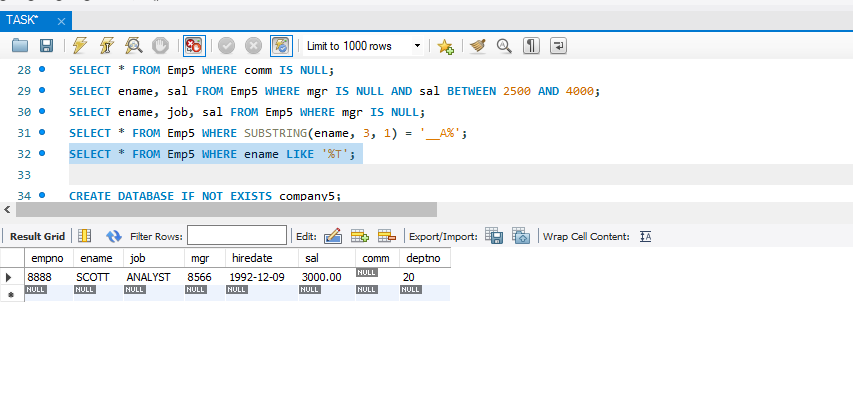 TASK*
Limit to 1000 rows
28 SELECT * FROM Emp5 WHERE comm IS NULL;
29 SELECT ename, sal FROM Emp5 WHERE mgr IS NULL AND sal BETWEEN 2500 AND 4000;
30 SELECT ename, job, sal FROM Emp5 WHERE mgr IS NULL;
31 SELECT * FROM Emp5 WHERE SUBSTRING(ename, 3, 1) = '__A%';
32 SELECT * FROM Emp5 WHERE ename LIKE '%T';
33
34 CREATE DATABASE IF NOT EXISTS company5;
Result Grid Filter Rows: Edit: Export/Import: Wrap Cell Content: IA
empno ename job mgr hiredate sal comm deptno
8888 SCOTT ANALYST 8566 1992-12-09 3000.00 NULL 20
NULL NULL NULL NULL NULL NULL NULL NULL